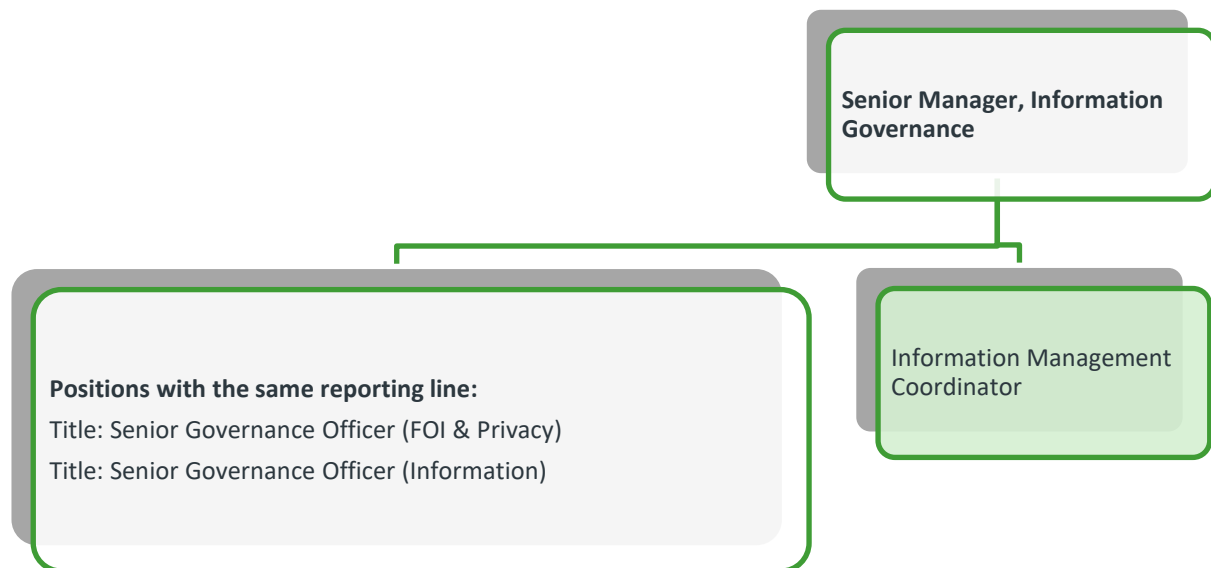 Senior Manager, Information
Governance
Positions with the same reporting line:
Title: Senior Governance Officer (FOI & Privacy)
Title: Senior Governance Officer (Information)
Information Management
Coordinator